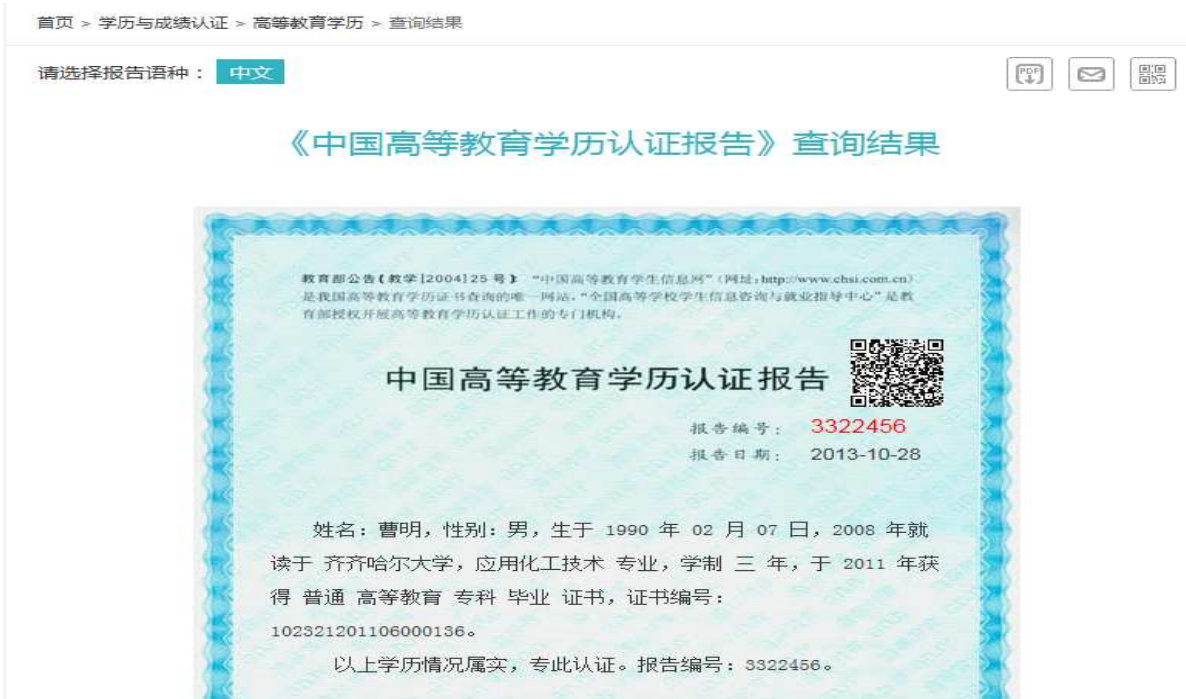 首页 > 学历与成绩认证 > 高等教育学历 > 查询结果
请选择报告语种： 中文
PDF
《中国高等教育学历认证报告》查询结果
教育部公告【教学[2004]25号】 “中国高等教育学生信息网”（网址：http://www.chsi.com.cn）
是我国高等教育学历证书查询的唯一网站，“全国高等学校学生信息咨询与就业指导中心”是教
育部授权开展高等教育学历认证工作的专门机构。
中国高等教育学历认证报告
报告编号： 3322456
报告日期： 2013-10-28
姓名：曹明，性别：男，生于 1990 年 02 月 07 日，2008 年就
读于 齐齐哈尔大学，应用化工技术 专业，学制 三 年，于 2011 年获
得 普通 高等教育 专科 毕业 证书，证书编号：
102321201106000136。
以上学历情况属实，专此认证。报告编号：3322456。